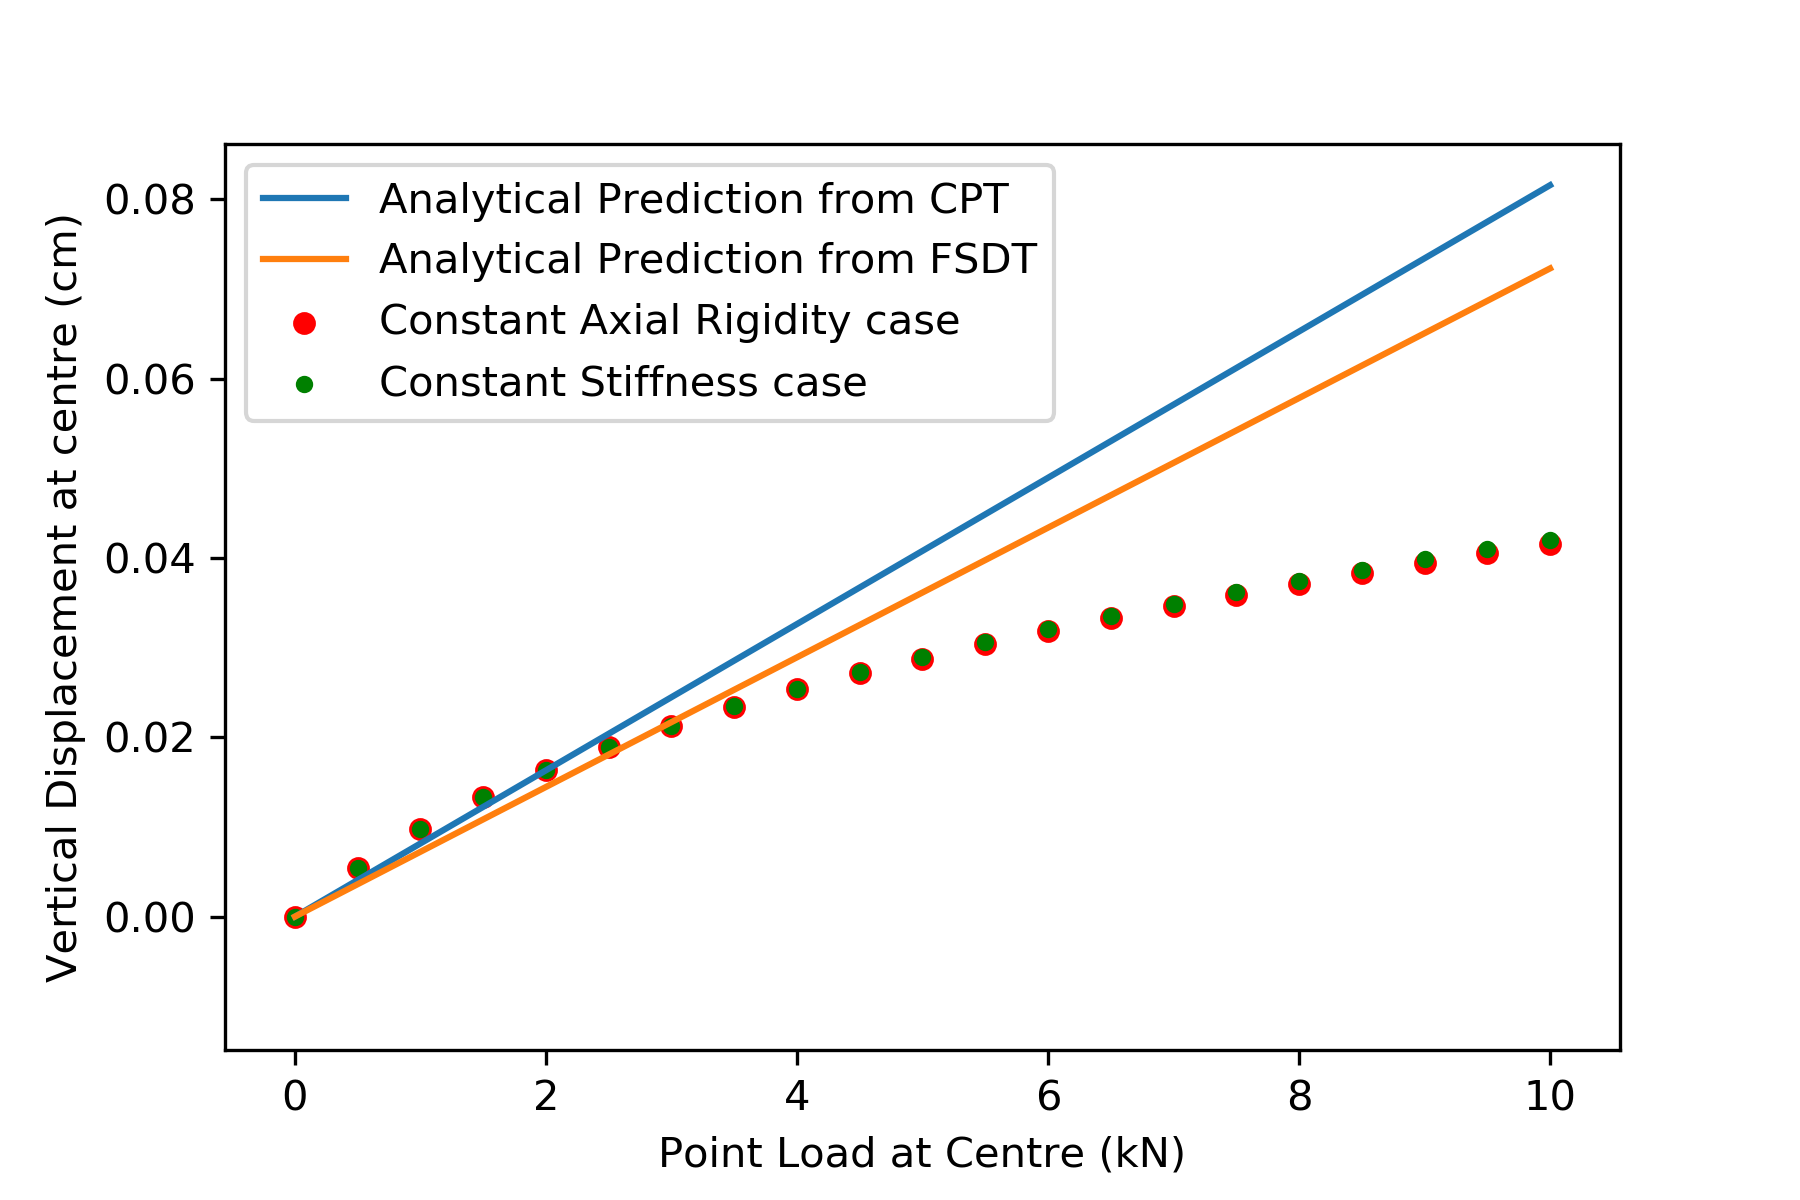 Analytical Prediction from CPT
Analytical Prediction from FSDT
Constant Axial Rigidity case
Constant Stiffness case
Vertical Displacement at centre (cm)
0.08
0.06
0.04
0.02
0.00
0 2 4 6 8 10
Point Load at Centre (kN)